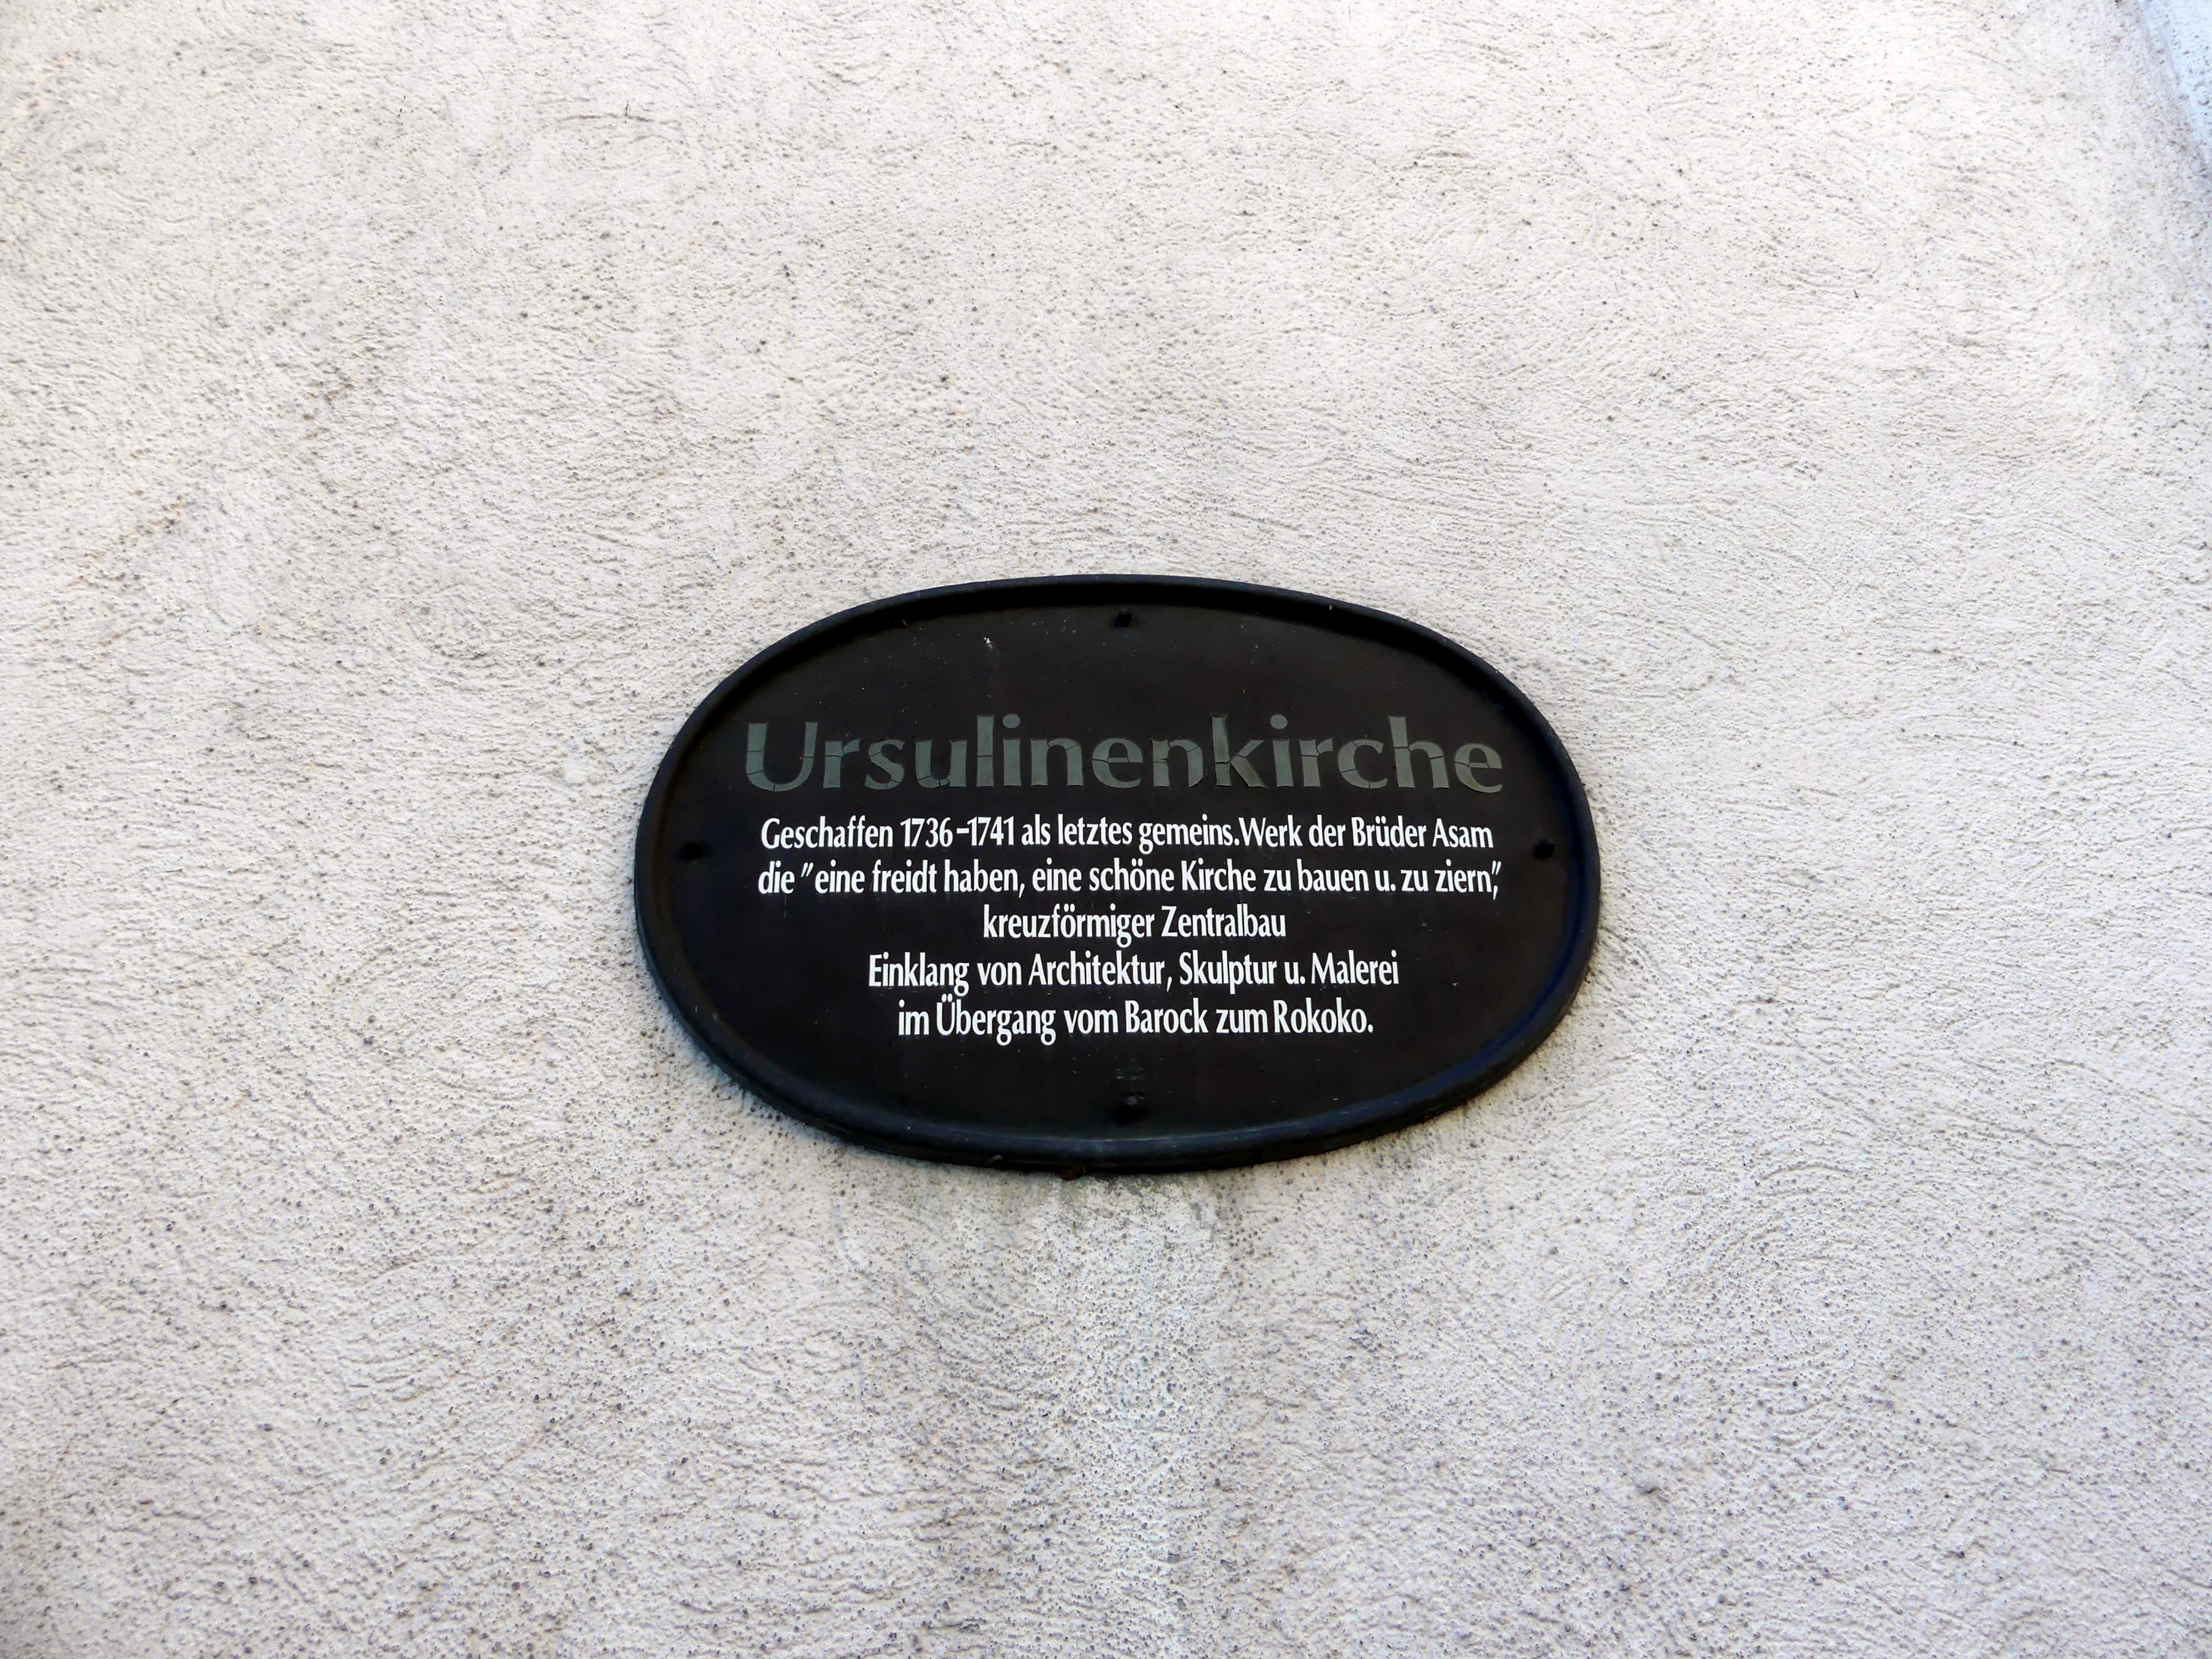 Ursulinenkirche
Geschaffen 1736-1741 als letztes gemeins. Werk der Brüder Asam
die "eine freidt haben, eine schöne Kirche zu bauen u. zu ziern",
kreuzförmiger Zentralbau
Einklang von Architektur, Skulptur u. Malerei
im Übergang vom Barock zum Rokoko.